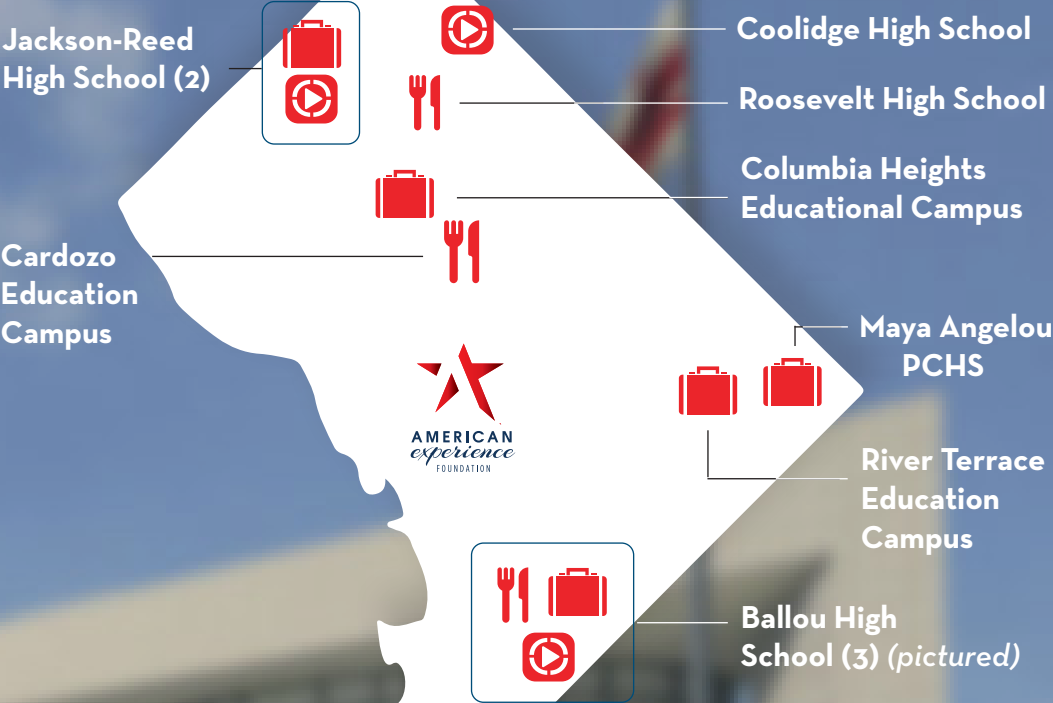 Jackson-Reed
High School (2)
Coolidge High School
Roosevelt High School
Columbia Heights
Educational Campus
Cardozo
Education
Campus
Maya Angelou
PCHS
AMERICAN
experience
FOUNDATION
River Terrace
Education
Campus
Ballou High
School (3) (pictured)